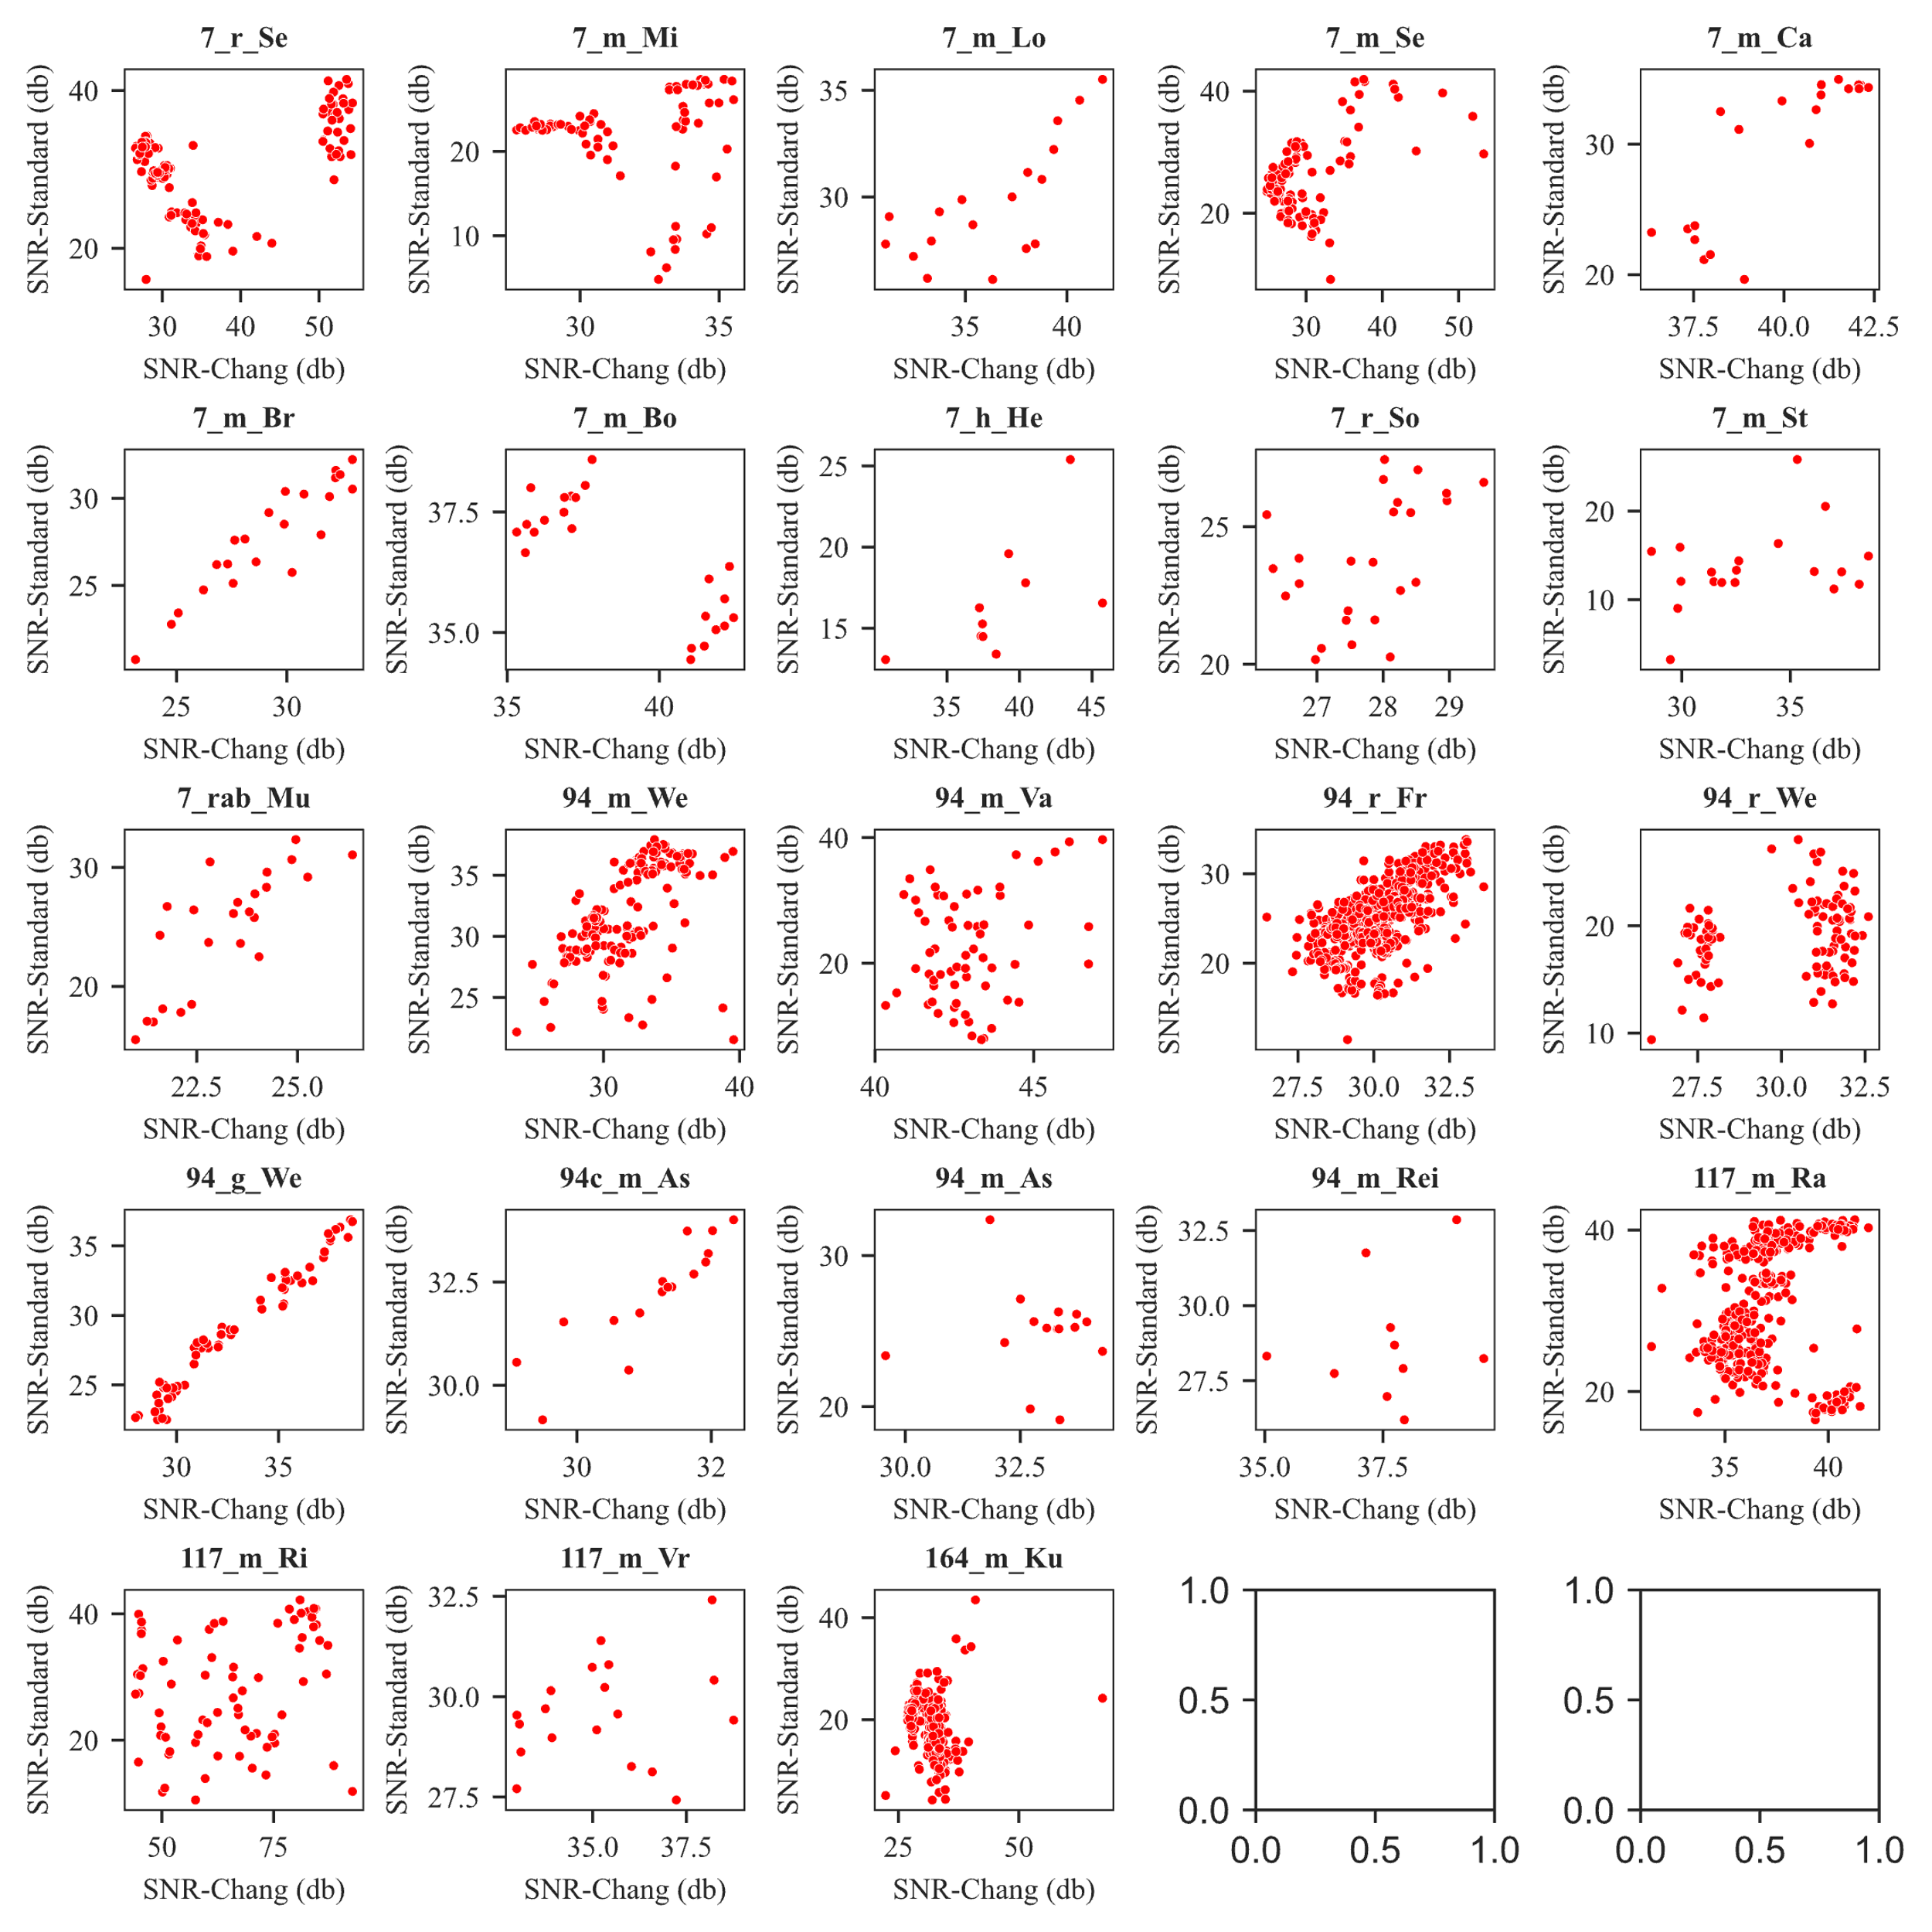 7_r_Se 7_m_Mi 7_m_Lo 7_m_Se 7_m_Ca
SNR-Standard (db) 40 20 SNR-Standard (db) 20 10 SNR-Standard (db) 35 30 SNR-Standard (db) 40 20 SNR-Standard (db) 30 20
30 40 50 30 35 35 40 30 40 50 37.5 40.0 42.5
SNR-Chang (db) SNR-Chang (db) SNR-Chang (db) SNR-Chang (db) SNR-Chang (db)
7_m_Br 7_m_Bo 7_h_He 7_r_So 7_m_St
SNR-Standard (db) 30 25 SNR-Standard (db) 37.5 35.0 SNR-Standard (db) 25 20 15 SNR-Standard (db) 25 20 SNR-Standard (db) 20 10
25 30 35 40 35 40 45 27 28 29 30 35
SNR-Chang (db) SNR-Chang (db) SNR-Chang (db) SNR-Chang (db) SNR-Chang (db)
7_rab_Mu 94_m_We 94_m_Va 94_r_Fr 94_r_We
SNR-Standard (db) 30 20 SNR-Standard (db) 35 30 25 SNR-Standard (db) 40 20 SNR-Standard (db) 30 20 SNR-Standard (db) 20 10
22.5 25.0 30 40 40 45 27.5 30.0 32.5 27.5 30.0 32.5
SNR-Chang (db) SNR-Chang (db) SNR-Chang (db) SNR-Chang (db) SNR-Chang (db)
94_g_We 94c_m_As 94_m_As 94_m_Rei 117_m_Ra
SNR-Standard (db) 35 30 25 SNR-Standard (db) 32.5 30.0 SNR-Standard (db) 30 20 SNR-Standard (db) 32.5 30.0 27.5 SNR-Standard (db) 40 20
30 35 30 32 30.0 32.5 35.0 37.5 35 40
SNR-Chang (db) SNR-Chang (db) SNR-Chang (db) SNR-Chang (db) SNR-Chang (db)
117_m_Ri 117_m_Vr 164_m_Ku
SNR-Standard (db) 40 20 SNR-Standard (db) 32.5 30.0 27.5 SNR-Standard (db) 40 20 1.0 0.5 0.0 1.0 0.5 0.0
50 75 35.0 37.5 25 50 0.0 0.5 1.0 0.0 0.5 1.0
SNR-Chang (db) SNR-Chang (db) SNR-Chang (db)